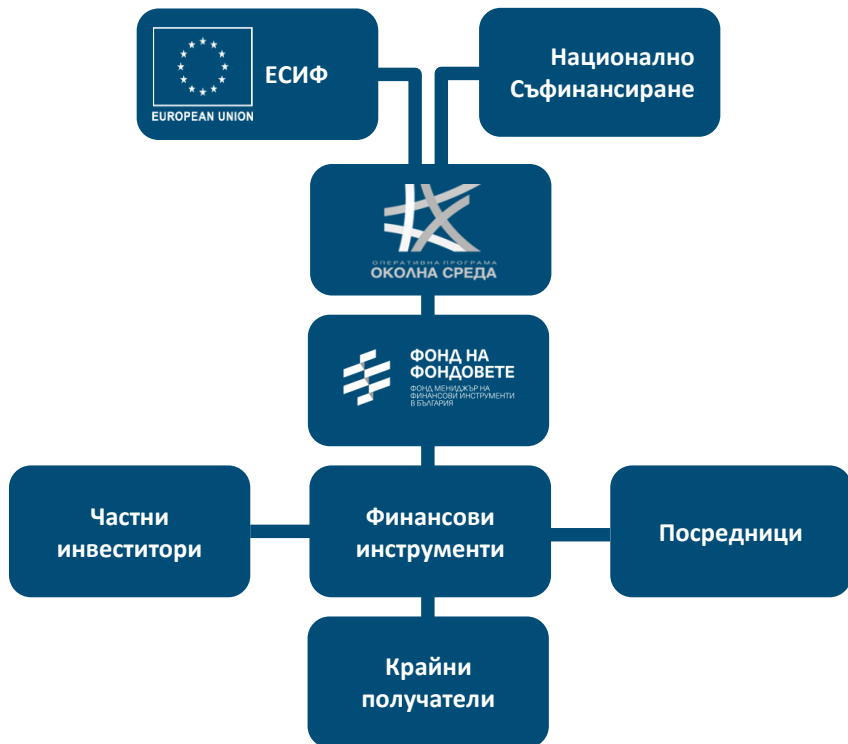 ЕСИФ
EUROPEAN UNION
Национално
Съфинансиране
ОПЕРАТИВНА ПРОГРАМА
ОКОЛНА СРЕДА
ФОНД НА
ФОНДОВЕТЕ
ФОНД МЕНИДЖЪР НА
ФИНАНСОВИ ИНСТРУМЕНТИ
В БЪЛГАРИЯ
Частни
инвеститори
Финансови
инструменти
Посредници
Крайни
получатели